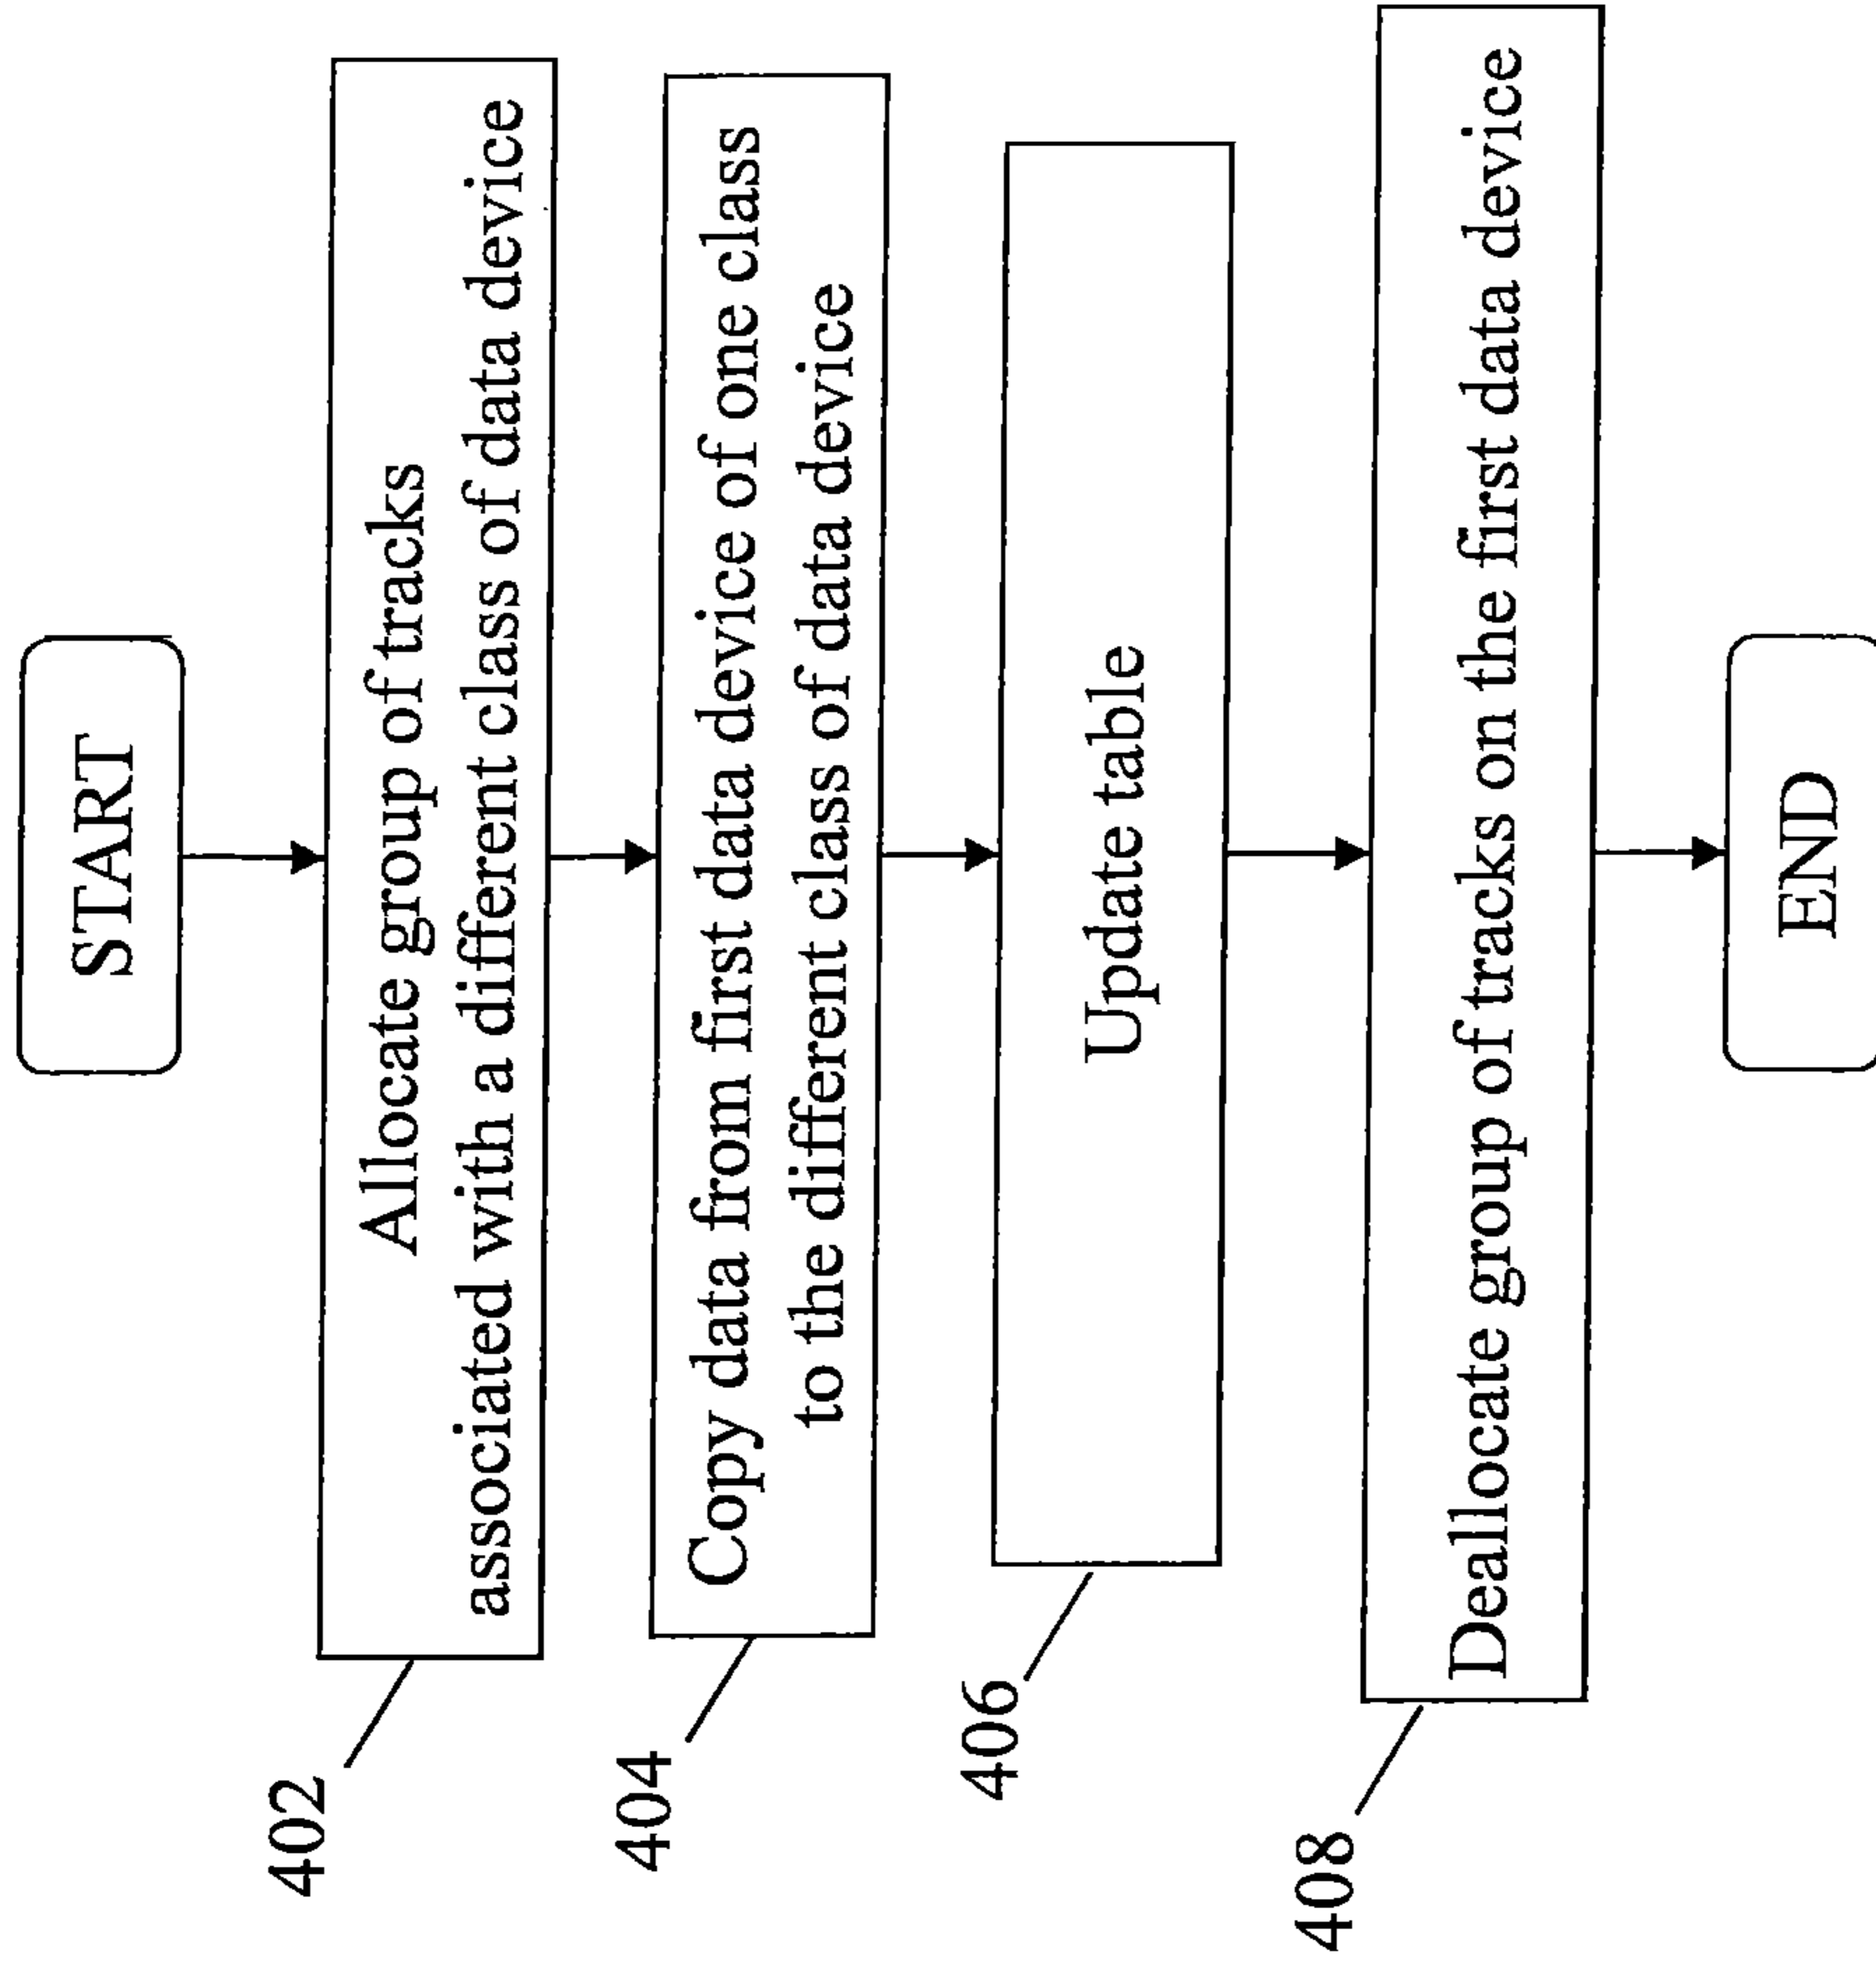 START
402
Allocate group of tracks
associated with a different class of data device
404
Copy data from first data device of one class
to the different class of data device
406
Update table
408
Deallocate group of tracks on the first data device
END